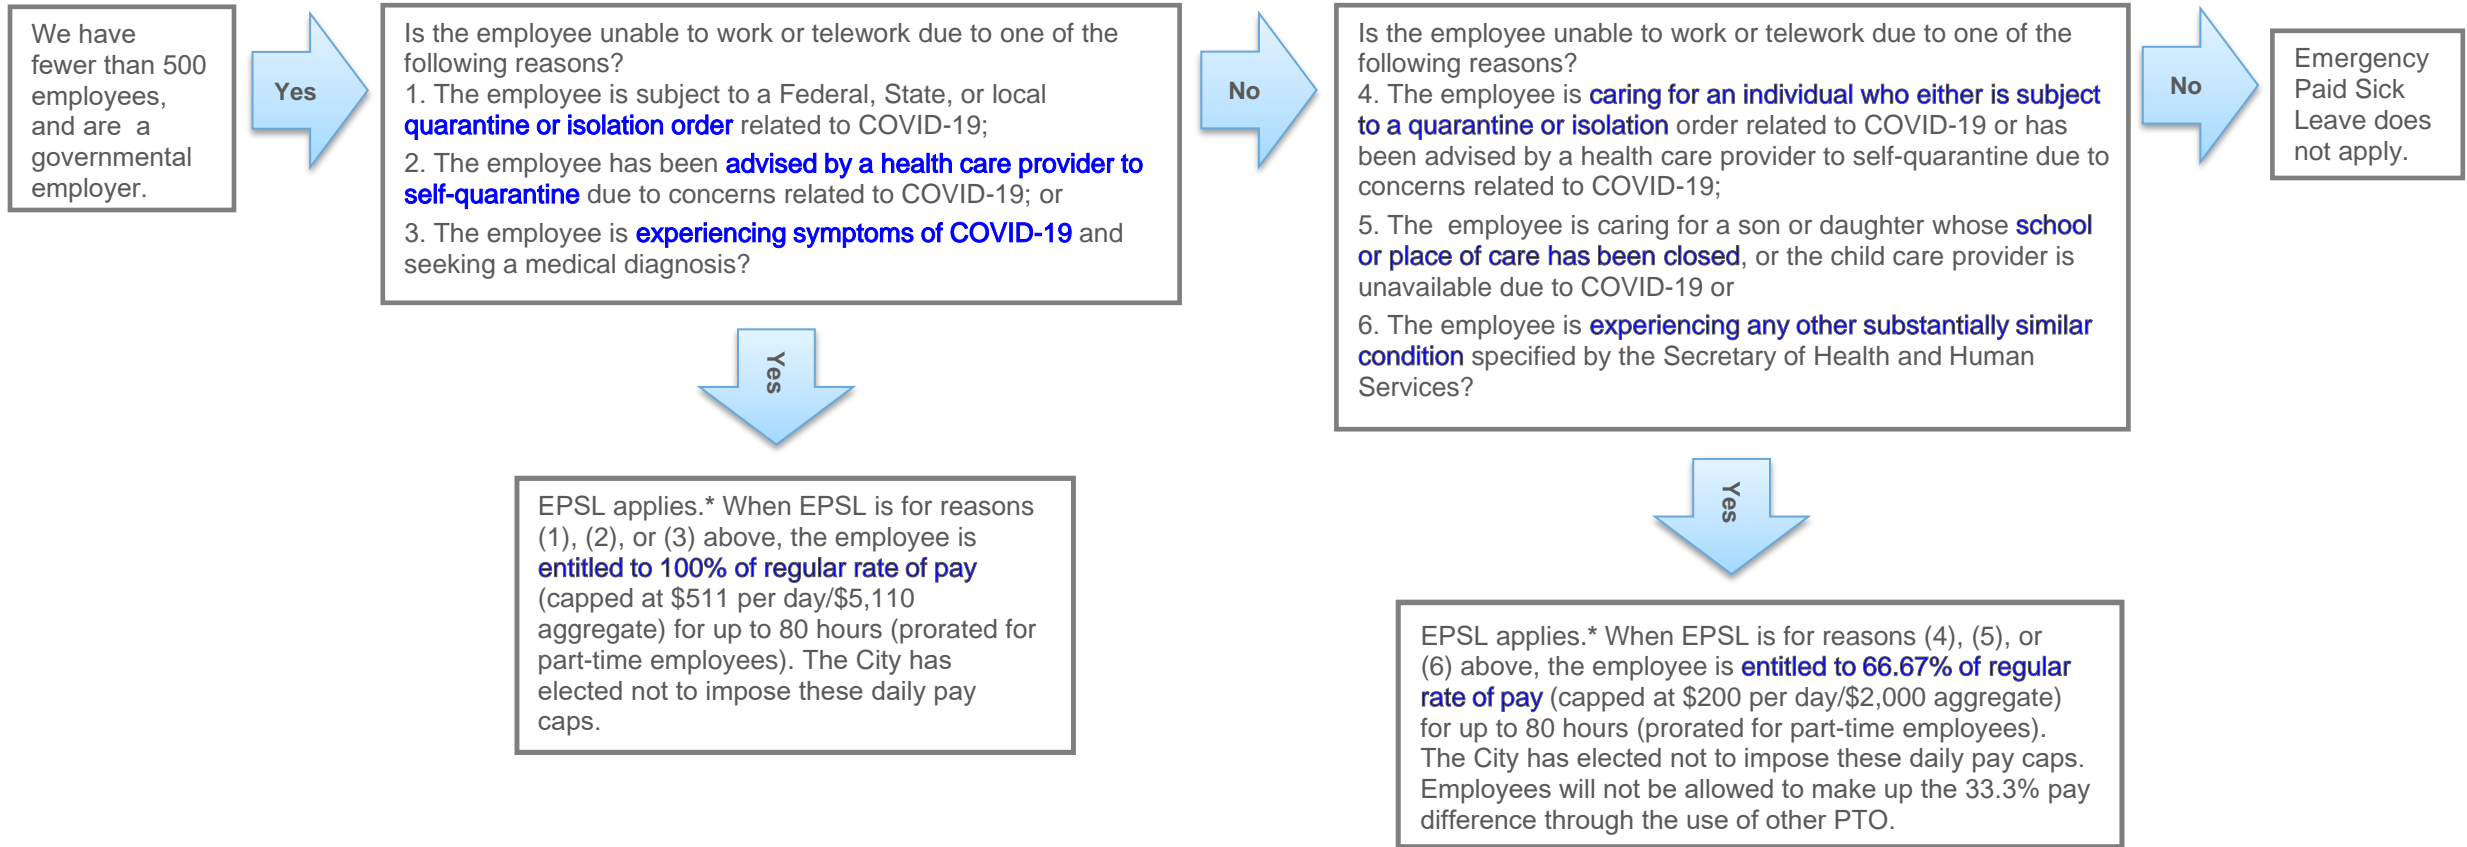 We have
fewer than 500
employees,
and are a
governmental
employer.
Yes
Is the employee unable to work or telework due to one of the
following reasons?
1. The employee is subject to a Federal, State, or local
quarantine or isolation order related to COVID-19;
2. The employee has been advised by a health care provider to
self-quarantine due to concerns related to COVID-19; or
3. The employee is experiencing symptoms of COVID-19 and
seeking a medical diagnosis?
No
Is the employee unable to work or telework due to one of the
following reasons?
4. The employee is caring for an individual who either is subject
to a quarantine or isolation order related to COVID-19 or has
been advised by a health care provider to self-quarantine due to
concerns related to COVID-19;
5. The employee is caring for a son or daughter whose school
or place of care has been closed, or the child care provider is
unavailable due to COVID-19 or
6. The employee is experiencing any other substantially similar
condition specified by the Secretary of Health and Human
Services?
No
Emergency
Paid Sick
Leave does
not apply.
Yes
EPSL applies.* When EPSL is for reasons
(1), (2), or (3) above, the employee is
entitled to 100% of regular rate of pay
(capped at $511 per day/$5,110
aggregate) for up to 80 hours (prorated for
part-time employees). The City has
elected not to impose these daily pay
caps.
Yes
EPSL applies.* When EPSL is for reasons (4), (5), or
(6) above, the employee is entitled to 66.67% of regular
rate of pay (capped at $200 per day/$2,000 aggregate)
for up to 80 hours (prorated for part-time employees).
The City has elected not to impose these daily pay caps.
Employees will not be allowed to make up the 33.3% pay
difference through the use of other PTO.